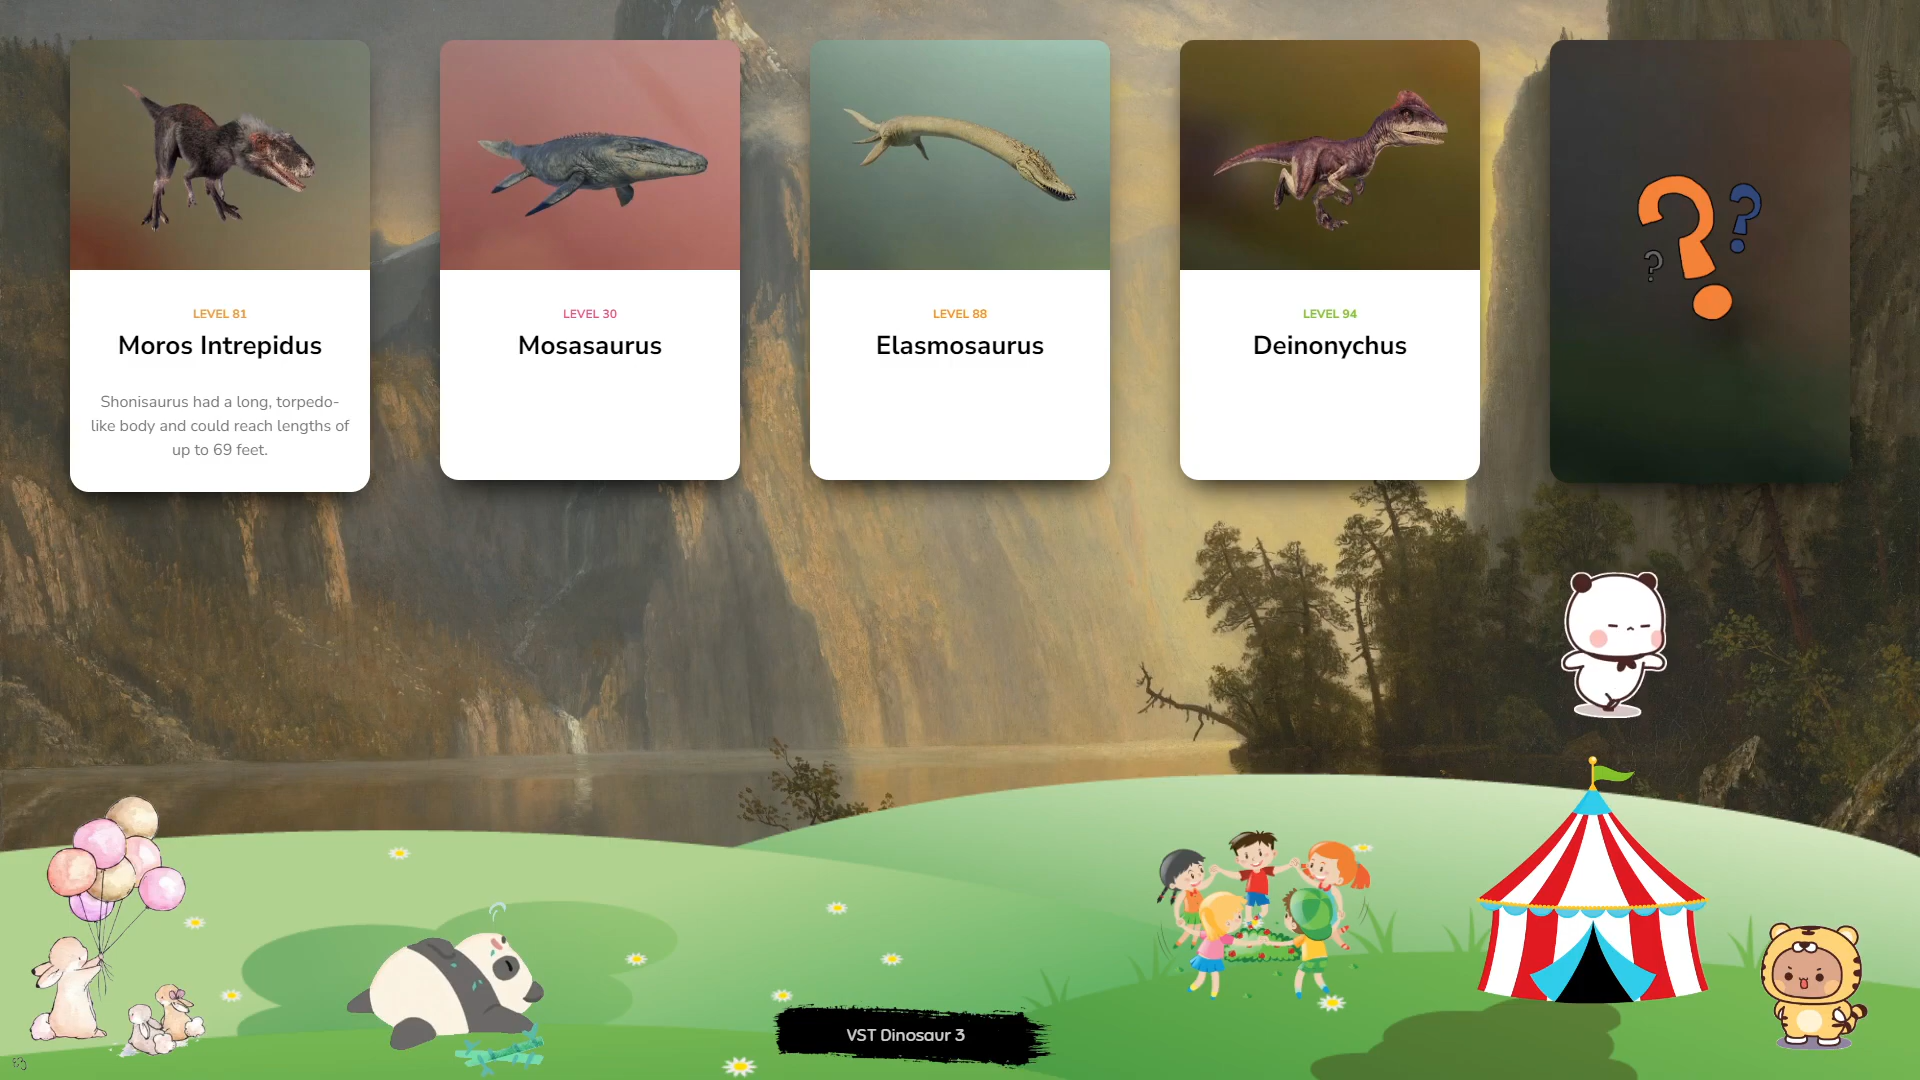 LEVEL 81
Moros Intrepidus
Shonisaurus had a long, torpedo-
like body and could reach lengths of
up to 69 feet.
LEVEL 30
Mosasaurus
LEVEL 88
Elasmosaurus
LEVEL 94
Deinonychus
? ? ?
VST Dinosaur 3